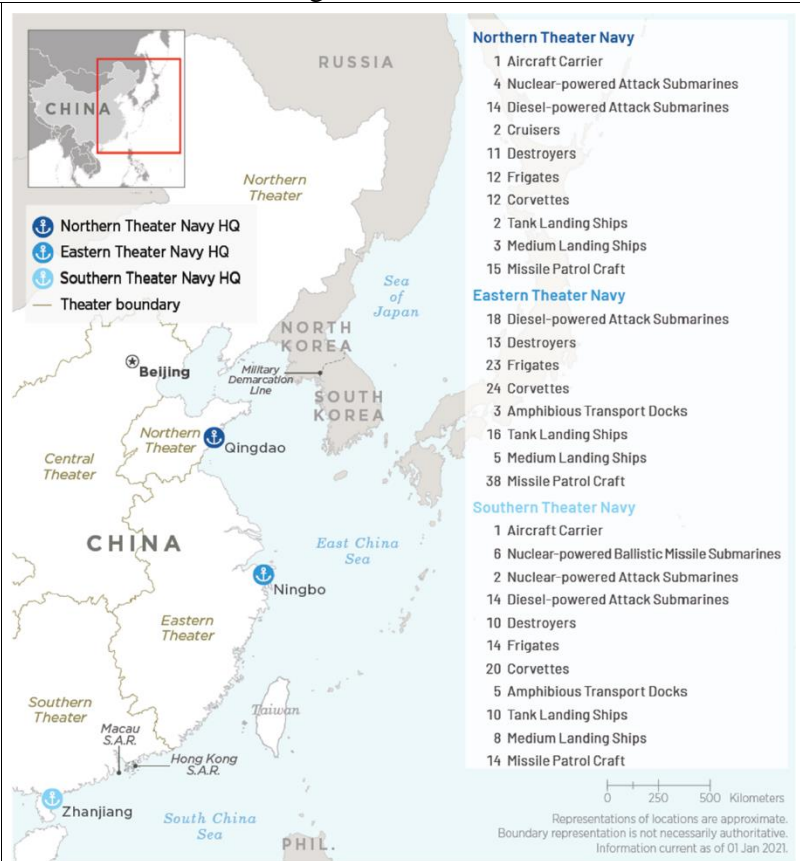 RUSSIA
CHINA
Northern
Theater
Northern Theater Navy HQ
Eastern Theater Navy HQ
Southern Theater Navy HQ
Theater boundary
Sea
of
Japan
NORTH
KOREA
Beijing
Military
Demarcation
Line
SOUTH
KOREA
Northern
Theater
Qingdao
Central
Theater
CHINA
East China
Sea
Ningbo
Eastern
Theater
Southern
Theater
Taiwan
Macau
S.A.R.
Hong Kong
S.A.R.
Zhanjiang
South China
Sea
PHIL.
Northern Theater Navy
1 Aircraft Carrier
4 Nuclear-powered Attack Submarines
14 Diesel-powered Attack Submarines
2 Cruisers
11 Destroyers
12 Frigates
12 Corvettes
2 Tank Landing Ships
3 Medium Landing Ships
15 Missile Patrol Craft
Eastern Theater Navy
18 Diesel-powered Attack Submarines
13 Destroyers
23 Frigates
24 Corvettes
3 Amphibious Transport Docks
16 Tank Landing Ships
5 Medium Landing Ships
38 Missile Patrol Craft
Southern Theater Navy
1 Aircraft Carrier
6 Nuclear-powered Ballistic Missile Submarines
2 Nuclear-powered Attack Submarines
14 Diesel-powered Attack Submarines
10 Destroyers
14 Frigates
20 Corvettes
5 Amphibious Transport Docks
10 Tank Landing Ships
8 Medium Landing Ships
14 Missile Patrol Craft
0 250 500 Kilometers
Representations of locations are approximate.
Boundary representation is not necessarily authoritative.
Information current as of 01 Jan 2021.